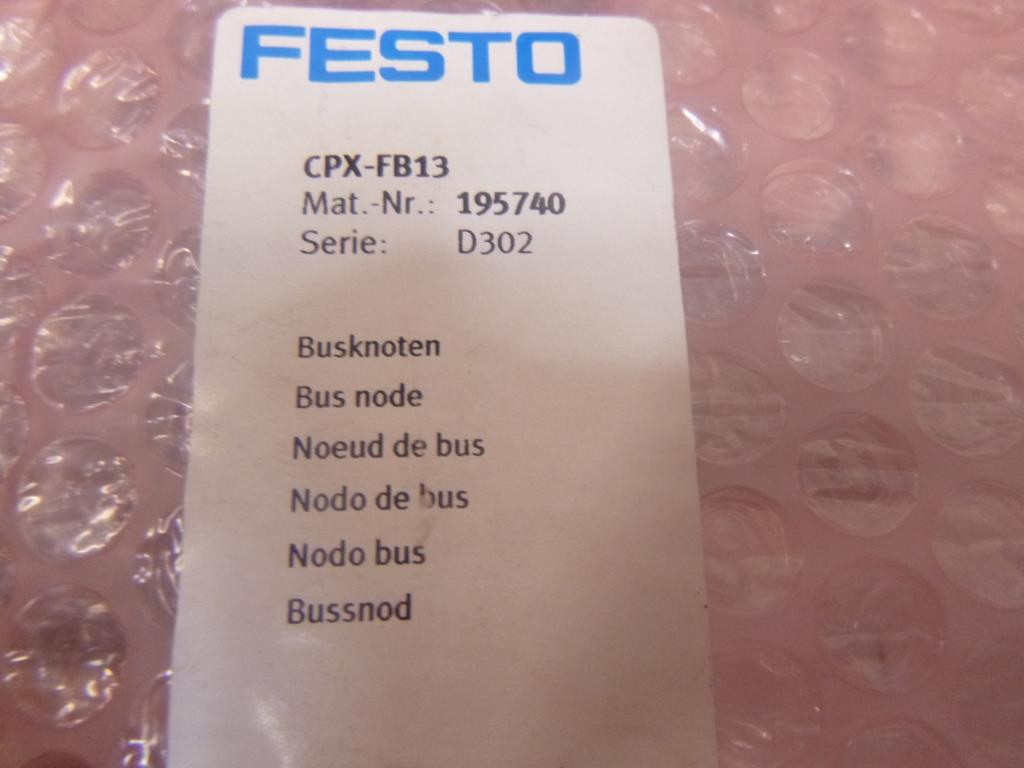 FESTO
CPX-FB13
Mat.-Nr.: 195740
Serie: D302
Busknoten
Bus node
Noeud de bus
Nodo de bus
Nodo bus
Bussnod